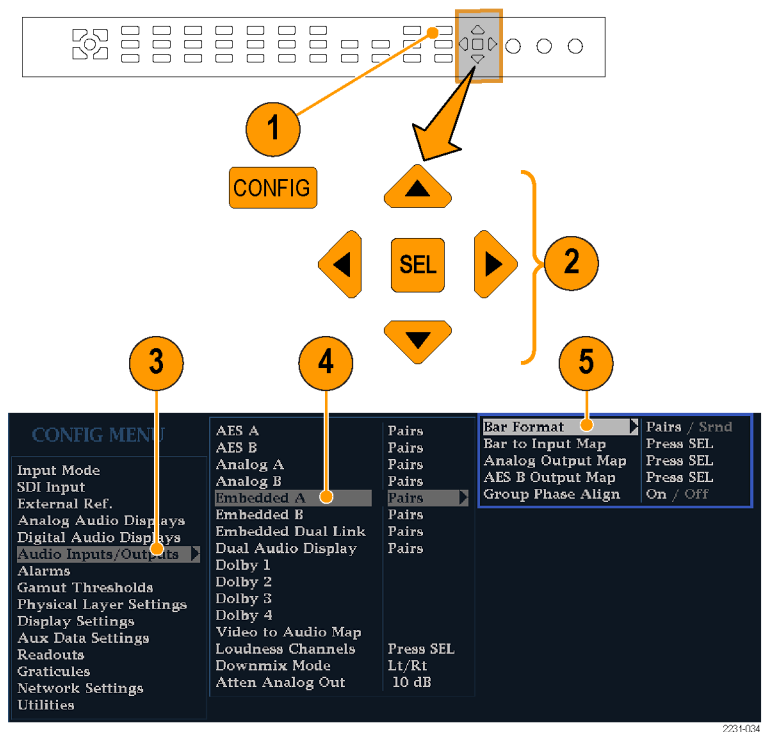 1
CONFIG
SEL
2
3
4
5
CONFIG MENU
Input Mode
SDI Input
External Ref.
Analog Audio Displays
Digital Audio Displays
Audio Inputs/Outputs
Alarms
Gamut Thresholds
Physical Layer Settings
Display Settings
Aux Data Settings
Readouts
Graticules
Network Settings
Utilities
AES A Pairs
AES B Pairs
Analog A Pairs
Analog B Pairs
Embedded A Pairs
Embedded B Pairs
Embedded Dual Link Pairs
Dual Audio Display Pairs
Dolby 1
Dolby 2
Dolby 3
Dolby 4
Video to Audio Map
Loudness Channels Press SEL
Downmix Mode Lt/Rt
Atten Analog Out 10 dB
Bar Format Pairs / Srnd
Bar to Input Map Press SEL
Analog Output Map Press SEL
AES B Output Map Press SEL
Group Phase Align On / Off
2231-034